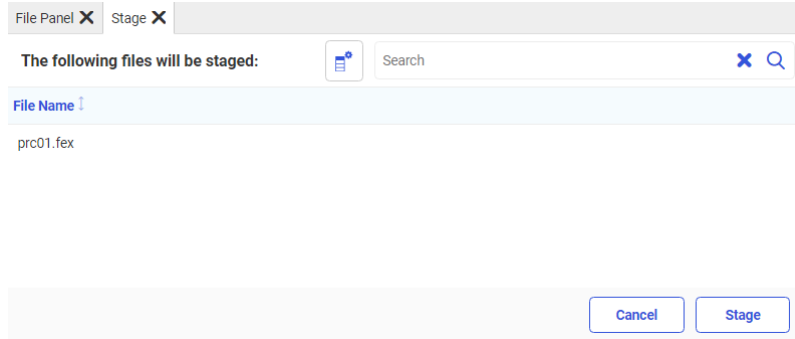 File Panel
Stage
The following files will be staged:
Search
File Name
prc01.fex
Cancel
Stage